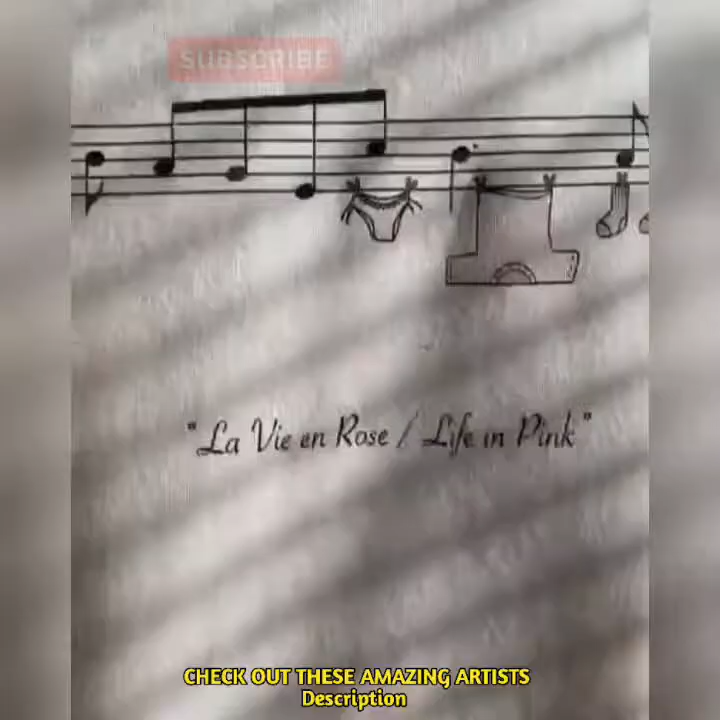 SUBSCRIBE
"La Vie en Rose / Life in Pink"
CHECK OUT THESE AMAZING ARTISTS
Description